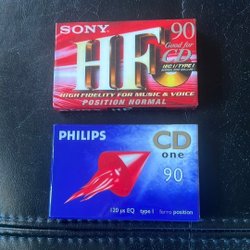 SONY
HF 90
Good for
CD
IEC I / TYPE I
HIGH FIDELITY FOR MUSIC & VOICE
POSITION NORMAL
PHILIPS
CD
one
90
120 µs EQ type I ferro position